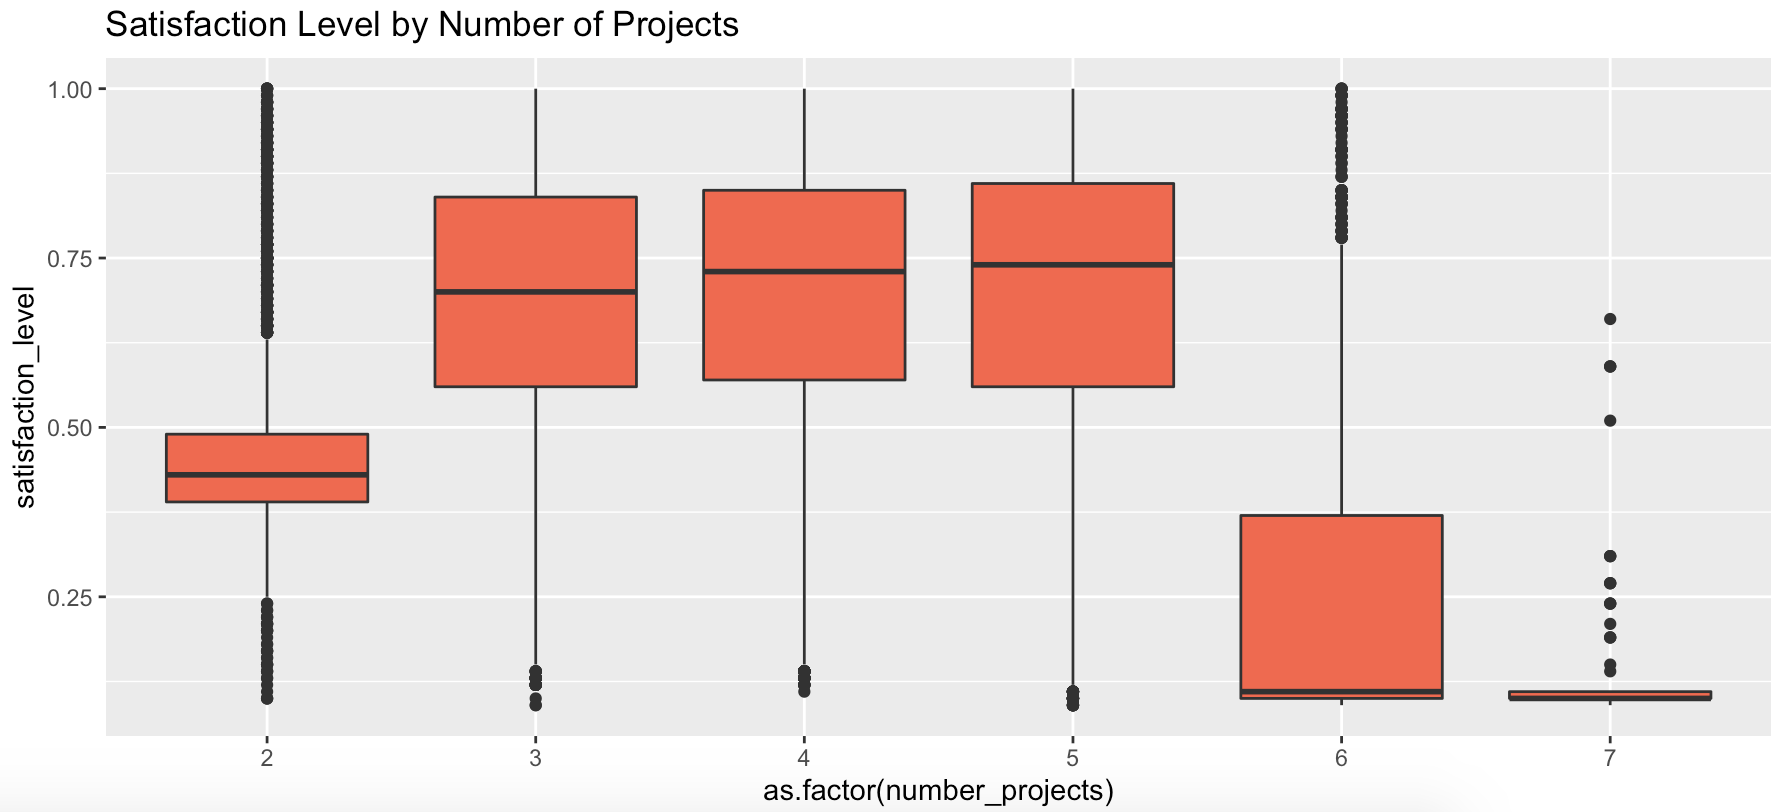 Satisfaction Level by Number of Projects
1.00
0.75
0.50
0.25
satisfaction_level
2 3 4 5 6 7
as.factor(number_projects)